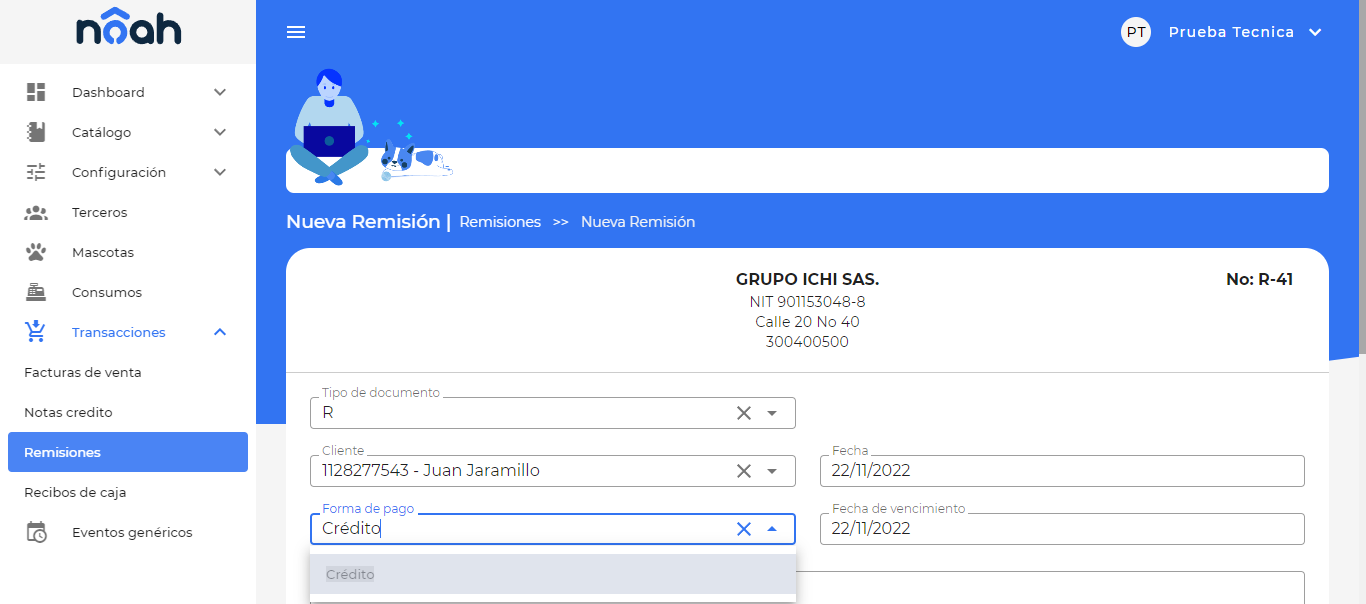 nôah
PT Prueba Tecnica
Dashboard
Catálogo
Configuración
Terceros
Mascotas
Consumos
Transacciones
Facturas de venta
Notas credito
Remisiones
Recibos de caja
Eventos genéricos
Nueva Remisión | Remisiones >> Nueva Remisión
GRUPO ICHI SAS.
No: R-41
NIT 901153048-8
Calle 20 No 40
300400500
Tipo de documento
R
Cliente
1128277543 - Juan Jaramillo
Fecha
22/11/2022
Forma de pago
Crédito
Fecha de vencimiento
22/11/2022
Crédito